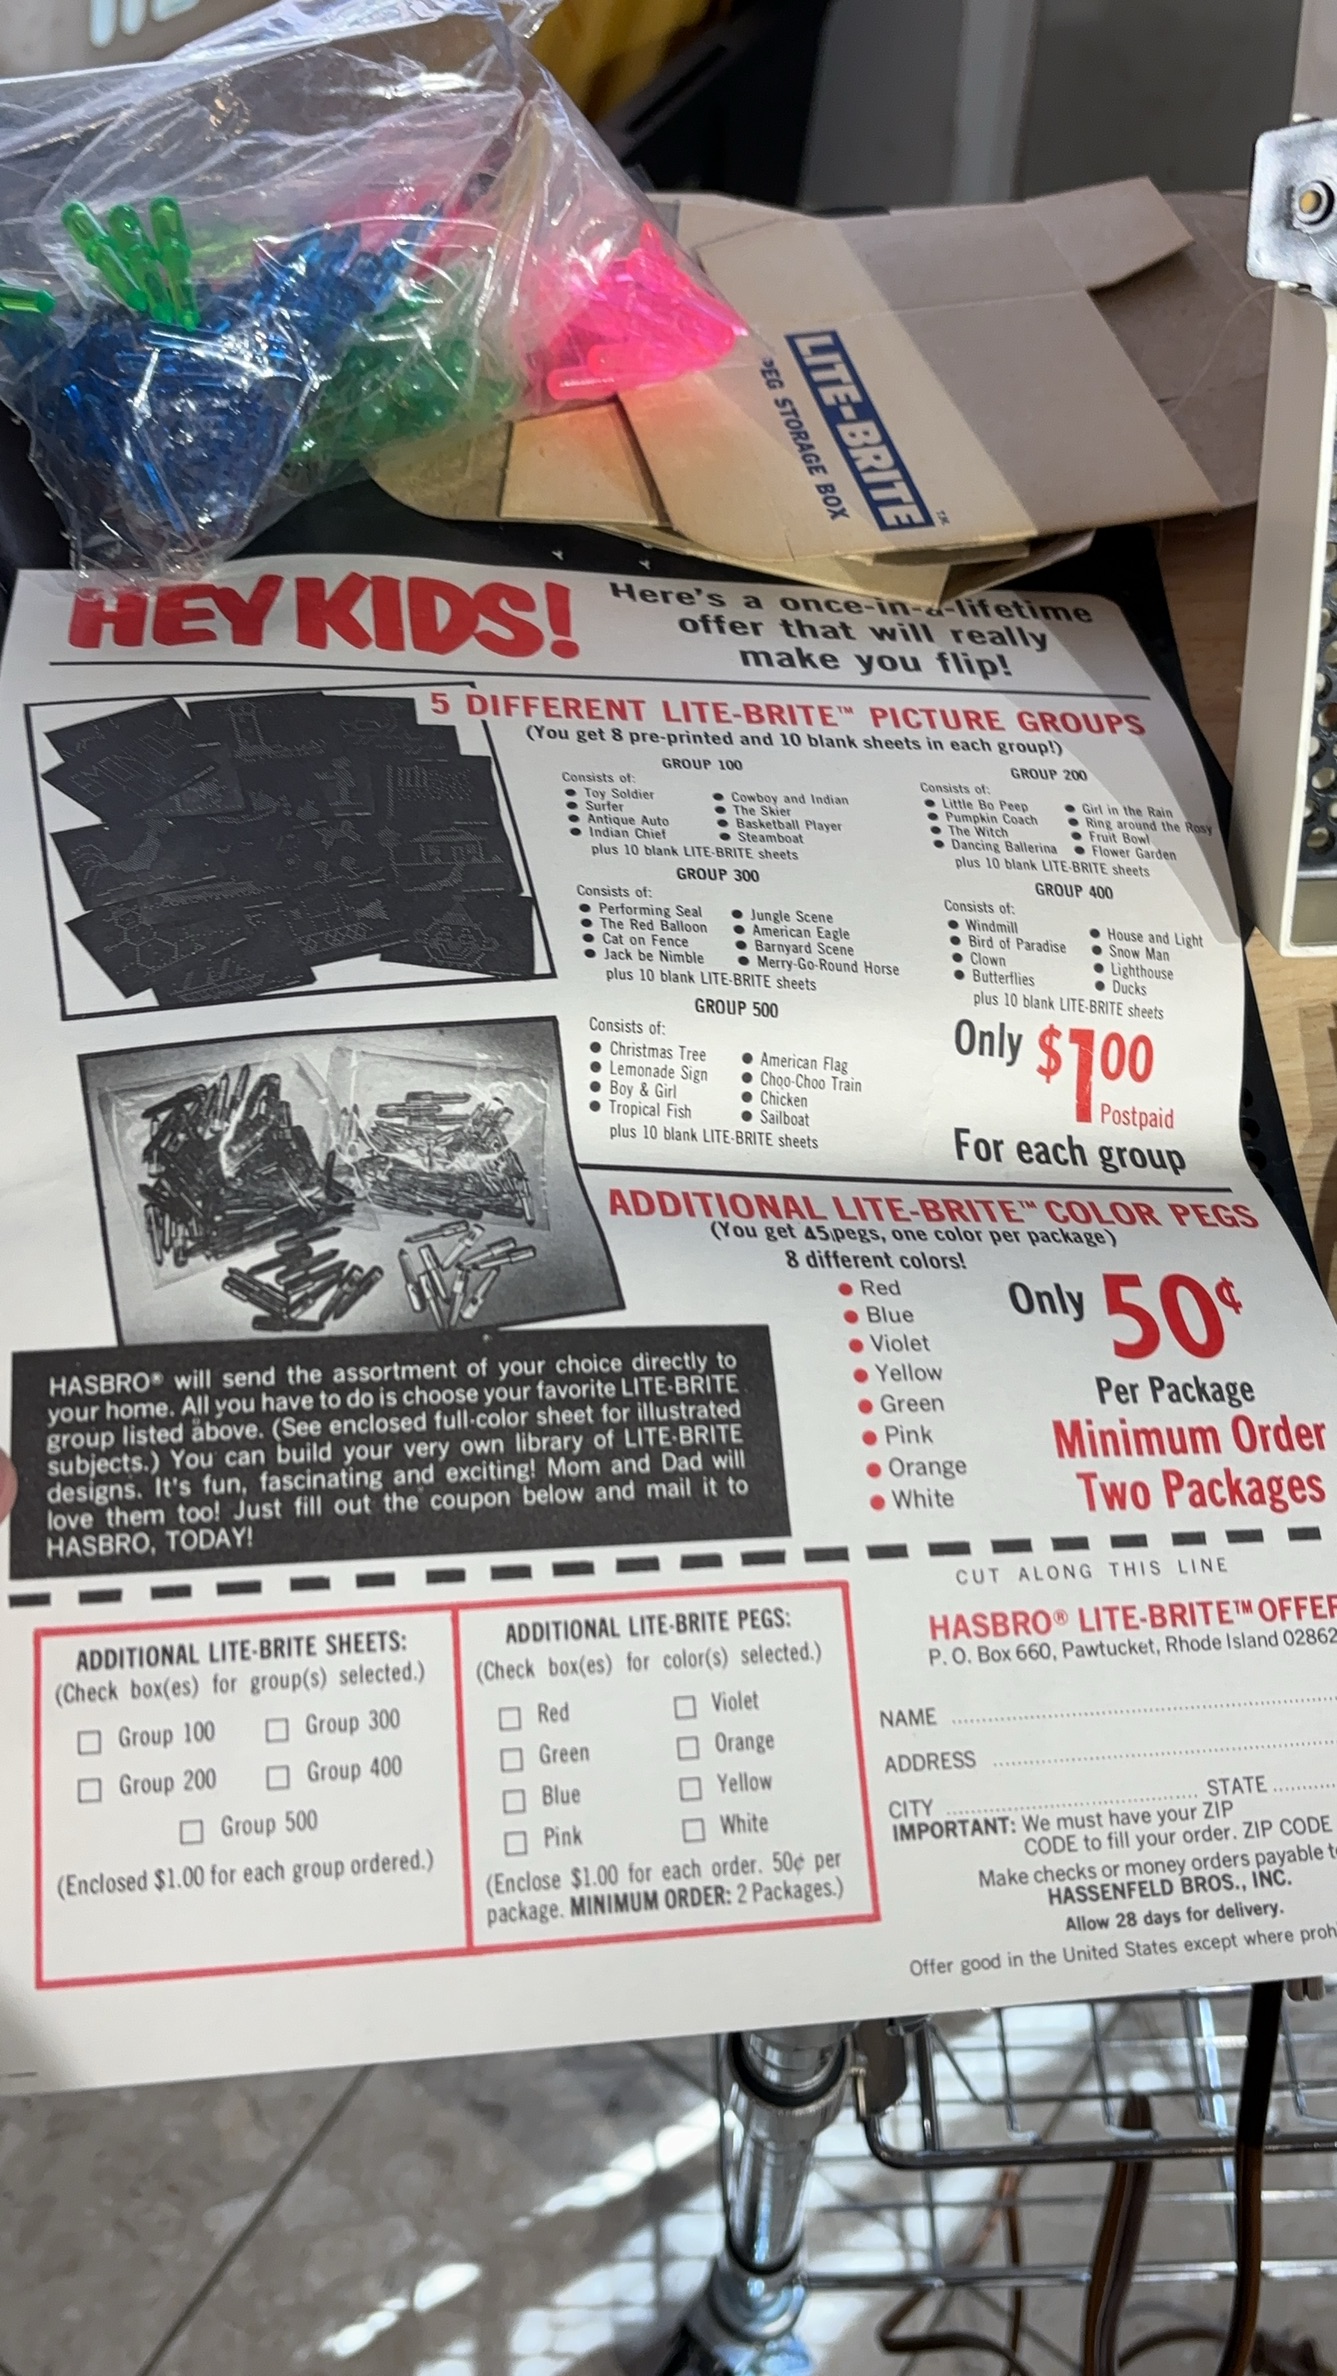 LITE-BRITE™
PEG STORAGE BOX
HEY KIDS!
Here's a once-in-a-lifetime
offer that will really
make you flip!
5 DIFFERENT LITE-BRITE™ PICTURE GROUPS
(You get 8 pre-printed and 10 blank sheets in each group!)
GROUP 100
Consists of:
● Toy Soldier
● Surfer
● Antique Auto
● Indian Chief
● Cowboy and Indian
● The Skier
● Basketball Player
● Steamboat
plus 10 blank LITE-BRITE sheets
GROUP 200
Consists of:
● Little Bo Peep
● Pumpkin Coach
● The Witch
● Dancing Ballerina
● Girl in the Rain
● Ring around the Rosy
● Fruit Bowl
● Flower Garden
plus 10 blank LITE-BRITE sheets
GROUP 300
Consists of:
● Performing Seal
● The Red Balloon
● Cat on Fence
● Jack be Nimble
● Jungle Scene
● American Eagle
● Barnyard Scene
● Merry-Go-Round Horse
plus 10 blank LITE-BRITE sheets
GROUP 400
Consists of:
● Windmill
● Bird of Paradise
● Clown
● Butterflies
● House and Light
● Snow Man
● Lighthouse
● Ducks
plus 10 blank LITE-BRITE sheets
GROUP 500
Consists of:
● Christmas Tree
● Lemonade Sign
● Boy & Girl
● Tropical Fish
● American Flag
● Choo-Choo Train
● Chicken
● Sailboat
plus 10 blank LITE-BRITE sheets
Only $1.00
Postpaid
For each group
ADDITIONAL LITE-BRITE™ COLOR PEGS
(You get 45 pegs, one color per package)
8 different colors!
● Red
● Blue
● Violet
● Yellow
● Green
● Pink
● Orange
● White
Only 50¢
Per Package
Minimum Order
Two Packages
HASBRO® will send the assortment of your choice directly to
your home. All you have to do is choose your favorite LITE-BRITE
group listed above. (See enclosed full-color sheet for illustrated
subjects.) You can build your very own library of LITE-BRITE
designs. It's fun, fascinating and exciting! Mom and Dad will
love them too! Just fill out the coupon below and mail it to
HASBRO, TODAY!
CUT ALONG THIS LINE
ADDITIONAL LITE-BRITE SHEETS:
(Check box(es) for group(s) selected.)
Group 100
Group 300
Group 200
Group 400
Group 500
(Enclosed $1.00 for each group ordered.)
ADDITIONAL LITE-BRITE PEGS:
(Check box(es) for color(s) selected.)
Red
Violet
Green
Orange
Blue
Yellow
Pink
White
(Enclose $1.00 for each order. 50¢ per
package. MINIMUM ORDER: 2 Packages.)
HASBRO® LITE-BRITE™ OFFER
P. O. Box 660, Pawtucket, Rhode Island 02862
NAME
ADDRESS
CITY STATE
IMPORTANT: We must have your ZIP
CODE to fill your order. ZIP CODE
Make checks or money orders payable
HASSENFELD BROS., INC.
Allow 28 days for delivery.
Offer good in the United States except where